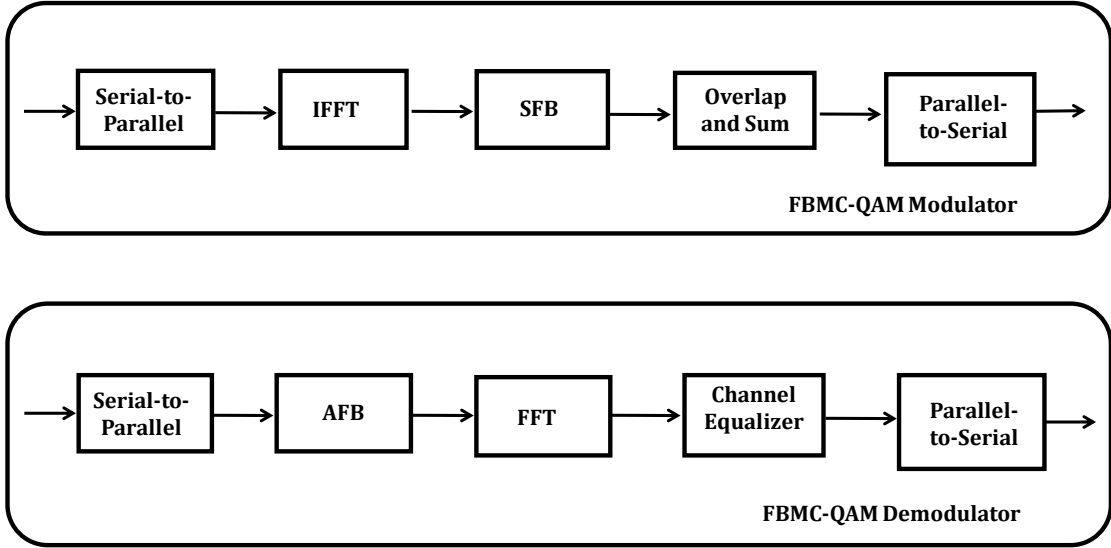 Serial-to-
Parallel
IFFT
SFB
Overlap
and Sum
Parallel-
to-Serial
FBMC-QAM Modulator
Serial-to-
Parallel
AFB
FFT
Channel
Equalizer
Parallel-
to-Serial
FBMC-QAM Demodulator